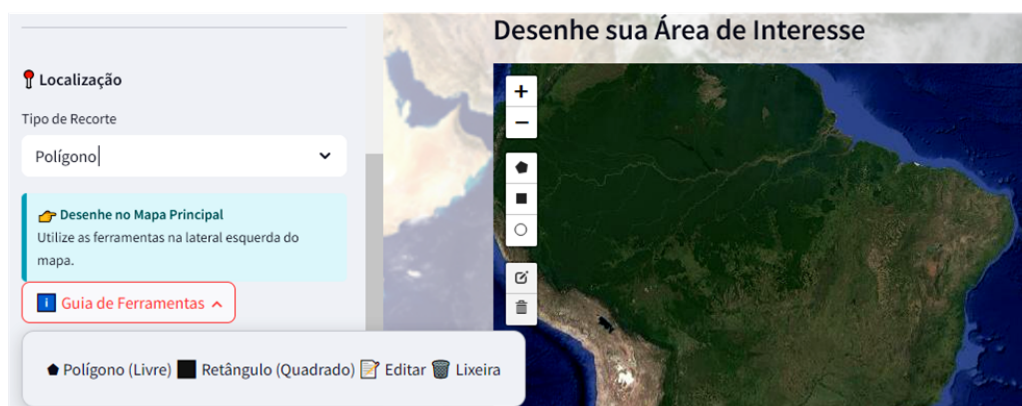 Desenhe sua Área de Interesse
Localização
Tipo de Recorte
Polígono
Desenhe no Mapa Principal
Utilize as ferramentas na lateral esquerda do
mapa.
Guia de Ferramentas
Polígono (Livre) Retângulo (Quadrado) Editar Lixeira
+
−